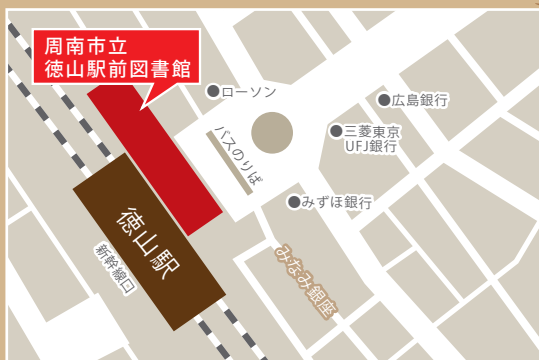 周南市立
徳山駅前図書館
●ローソン
●広島銀行
●三菱東京
UFJ銀行
バスのりば
●みずほ銀行
徳山駅
新幹線口
みなみ銀座